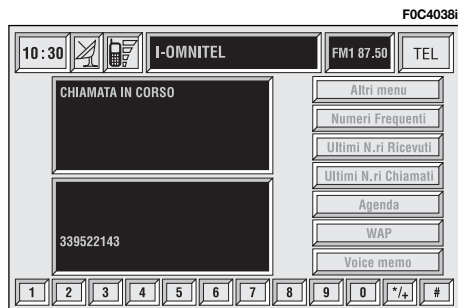 F0C4038i
10:30 I-OMNITEL FM1 87.50 TEL
CHIAMATA IN CORSO
339522143
Altri menu
Numeri Frequenti
Ultimi N.ri Ricevuti
Ultimi N.ri Chiamati
Agenda
WAP
Voice memo
1 2 3 4 5 6 7 8 9 0 */+ #